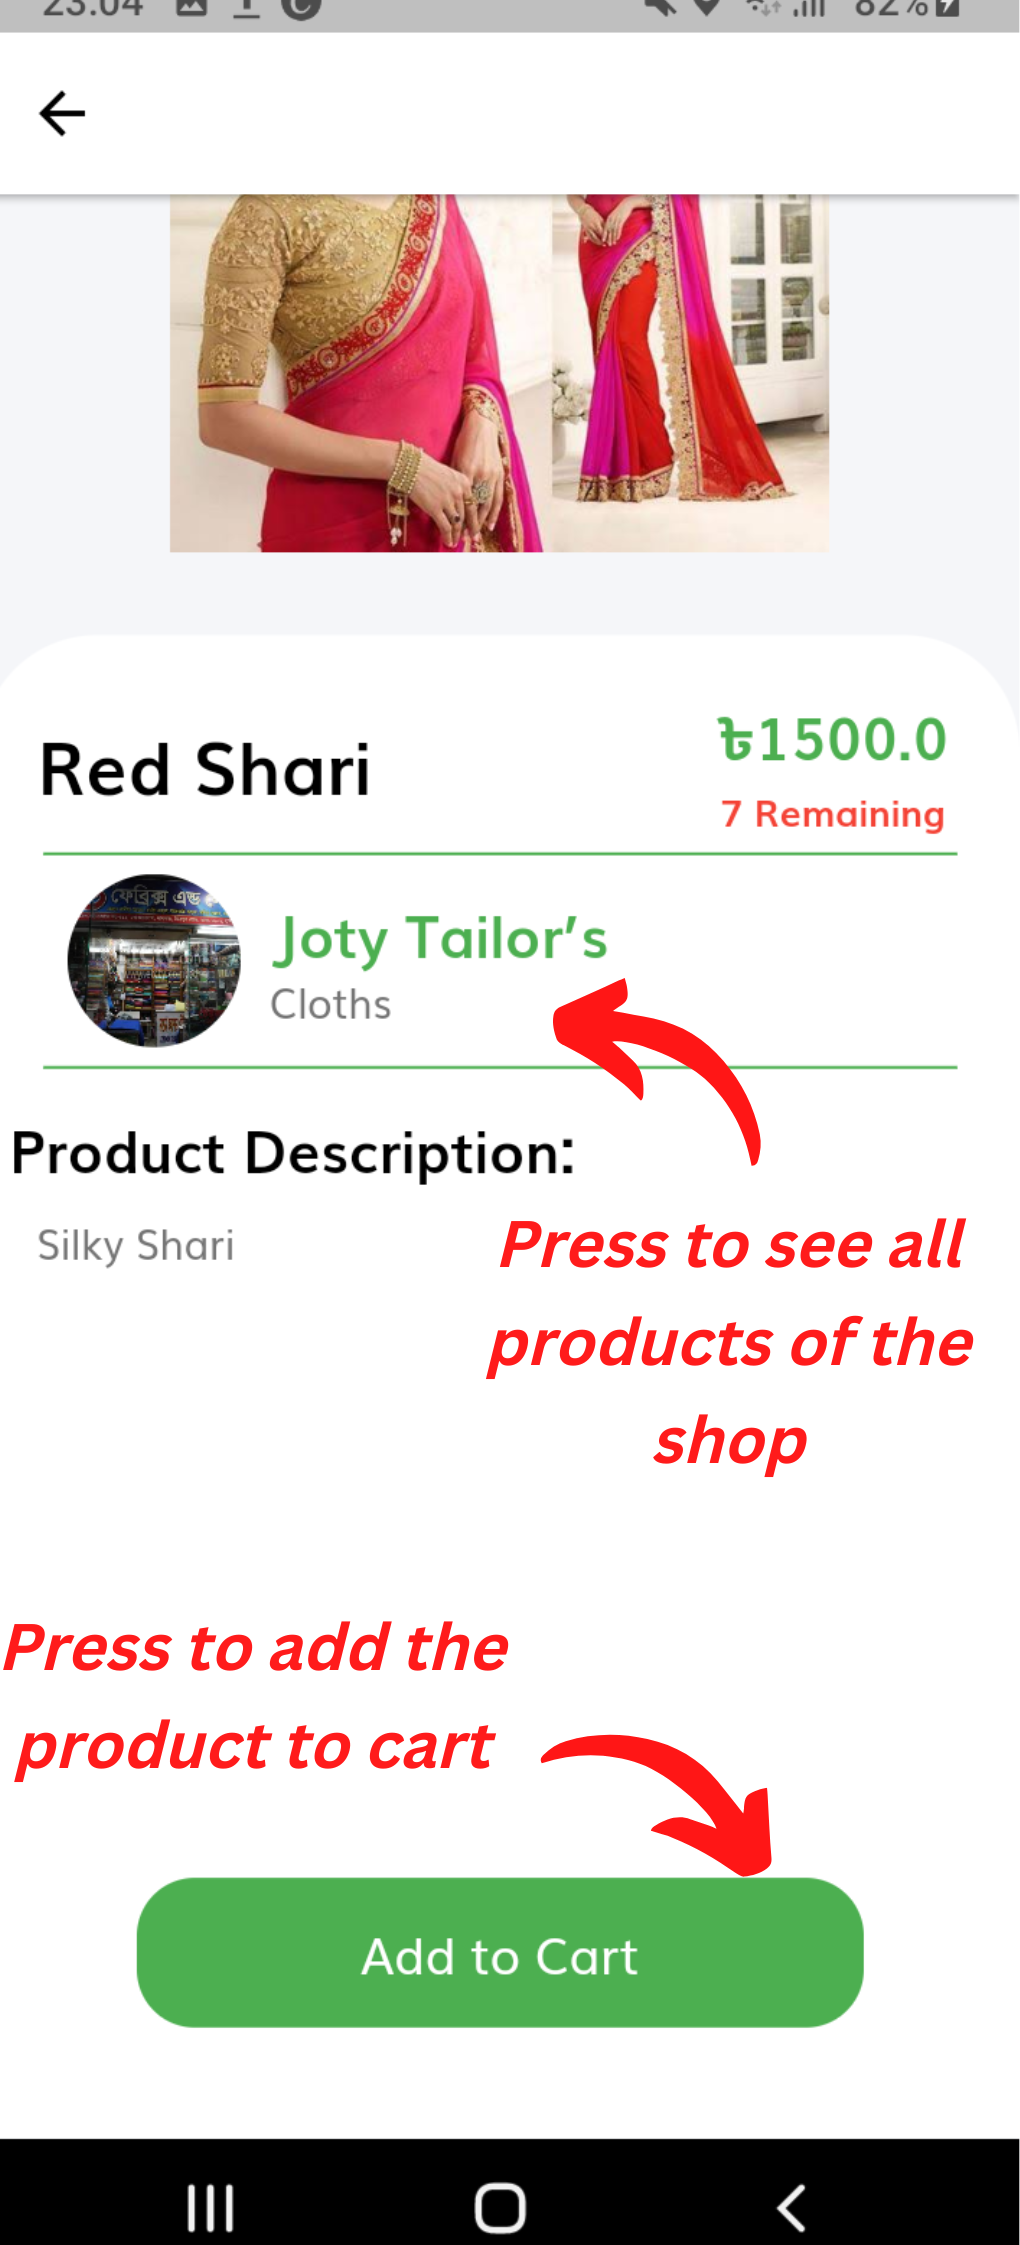 23:04 82%
Red Shari
৳1500.0
7 Remaining
ফেব্রিক্স এন্ড
Joty Tailor’s
Cloths
Product Description:
Silky Shari
Press to see all
products of the
shop
Press to add the
product to cart
Add to Cart